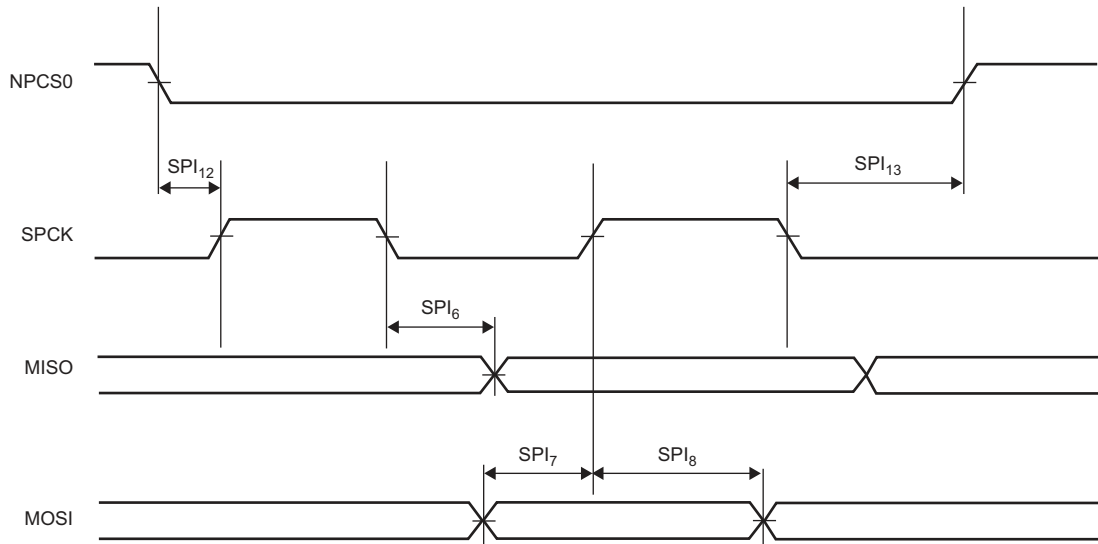 NPCS0
SPI₁₂
SPI₁₃
SPCK
SPI₆
MISO
SPI₇
SPI₈
MOSI